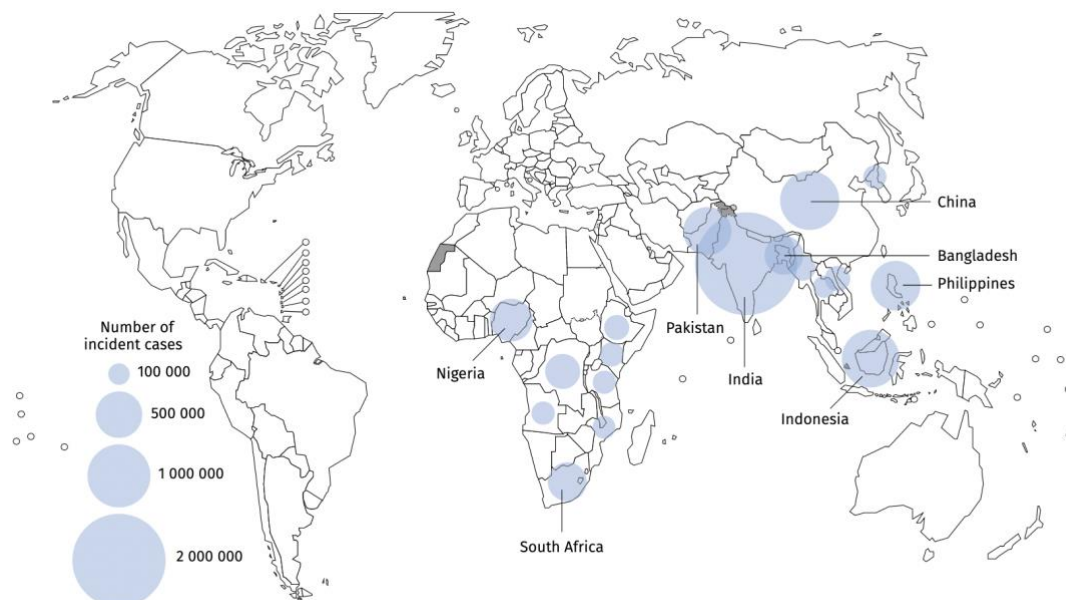 China
Bangladesh
Philippines
Pakistan
India
Indonesia
Nigeria
South Africa
Number of
incident cases
100 000
500 000
1 000 000
2 000 000